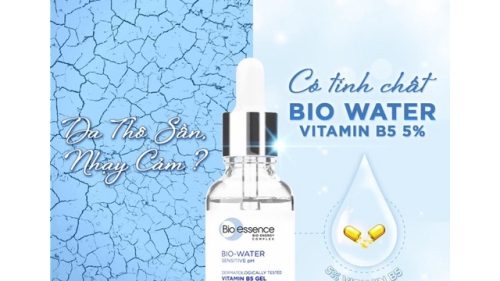 Da Thô Sần,
Nhạy Cảm ?
Có tinh chất
BIO WATER
VITAMIN B5 5%
Bio essence
BIO ENERGY
COMPLEX
BIO-WATER
SENSITIVE pH
DERMATOLOGICALLY TESTED
VITAMIN B5 GEL
5% VITAMIN B5